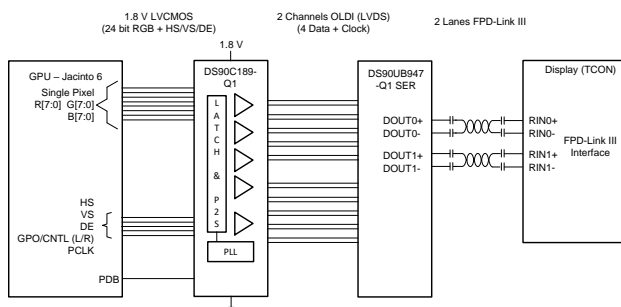 1.8 V LVCMOS
(24 bit RGB + HS/VS/DE)
2 Channels OLDI (LVDS)
(4 Data + Clock)
2 Lanes FPD-Link III
1.8 V
GPU – Jacinto 6
Single Pixel
R[7:0] G[7:0]
B[7:0]
HS
VS
DE
GPO/CNTL (L/R)
PCLK
PDB
DS90C189-
Q1
L
A
T
C
H
&
P
2
S
PLL
DS90UB947
-Q1 SER
DOUT0+
DOUT0-
DOUT1+
DOUT1-
Display (TCON)
RIN0+
RIN0-
RIN1+
RIN1-
FPD-Link III
Interface